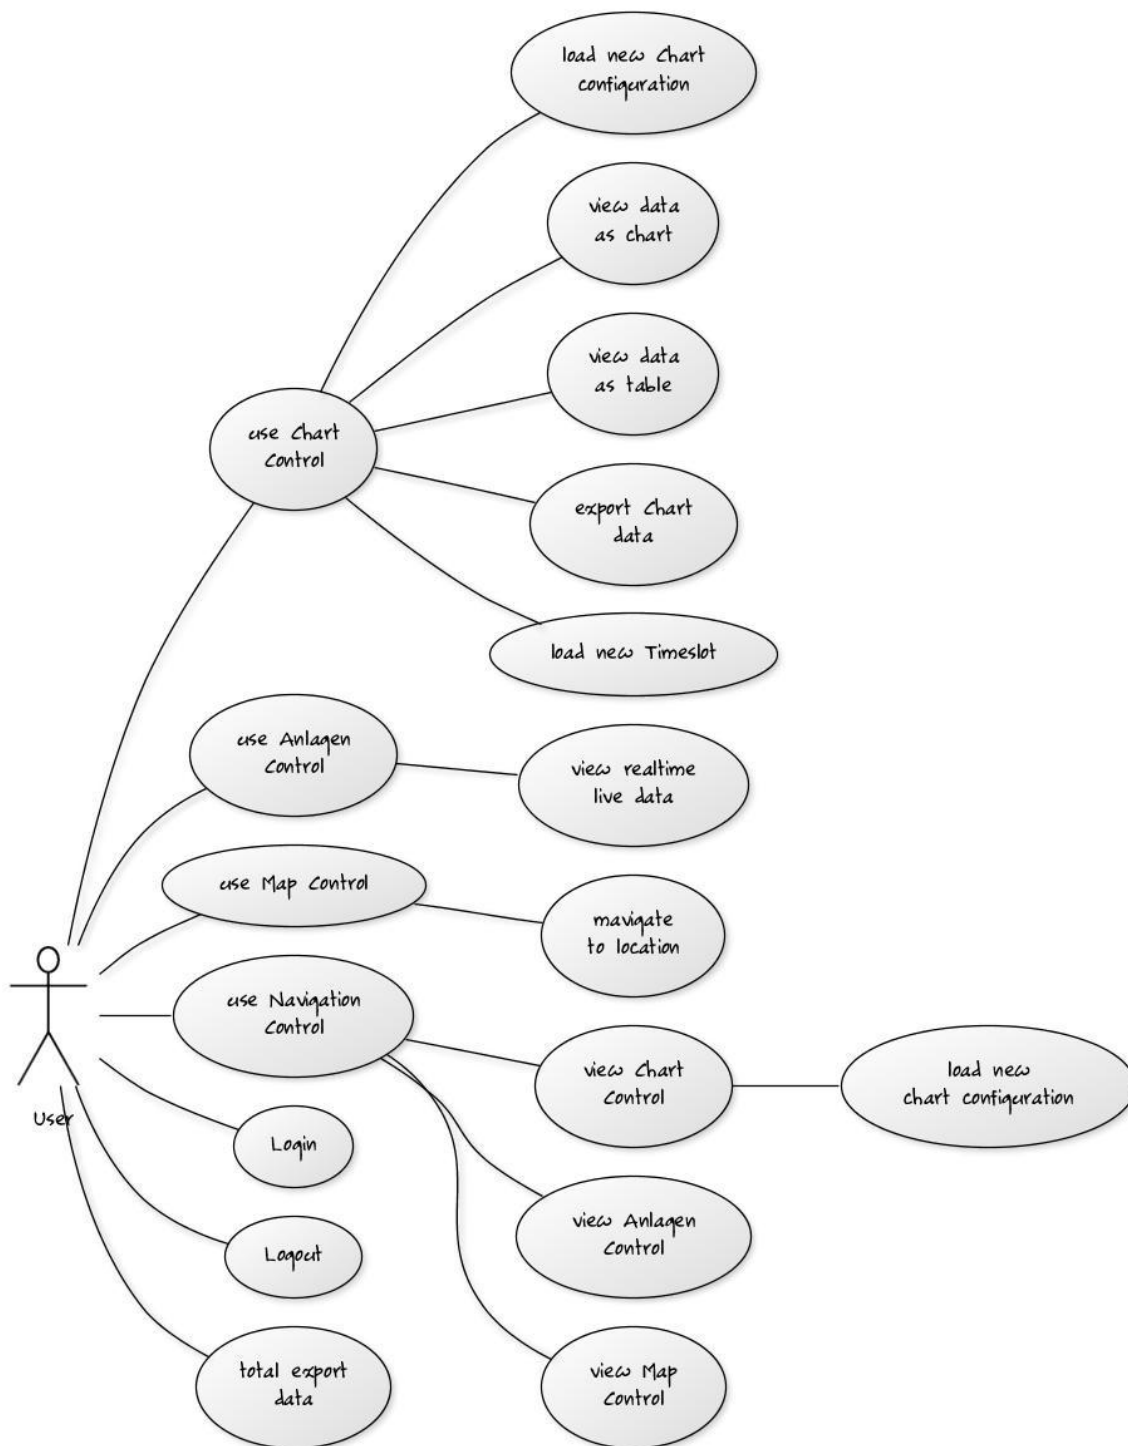 load new Chart
configuration
view data
as chart
view data
as table
use Chart
Control
export Chart
data
load new Timeslot
use Anlagen
Control
view realtime
live data
use Map Control
mavigate
to location
use Navigation
Control
view Chart
Control
load new
chart configuration
User
Login
view Anlagen
Control
Logout
total export
data
view Map
Control